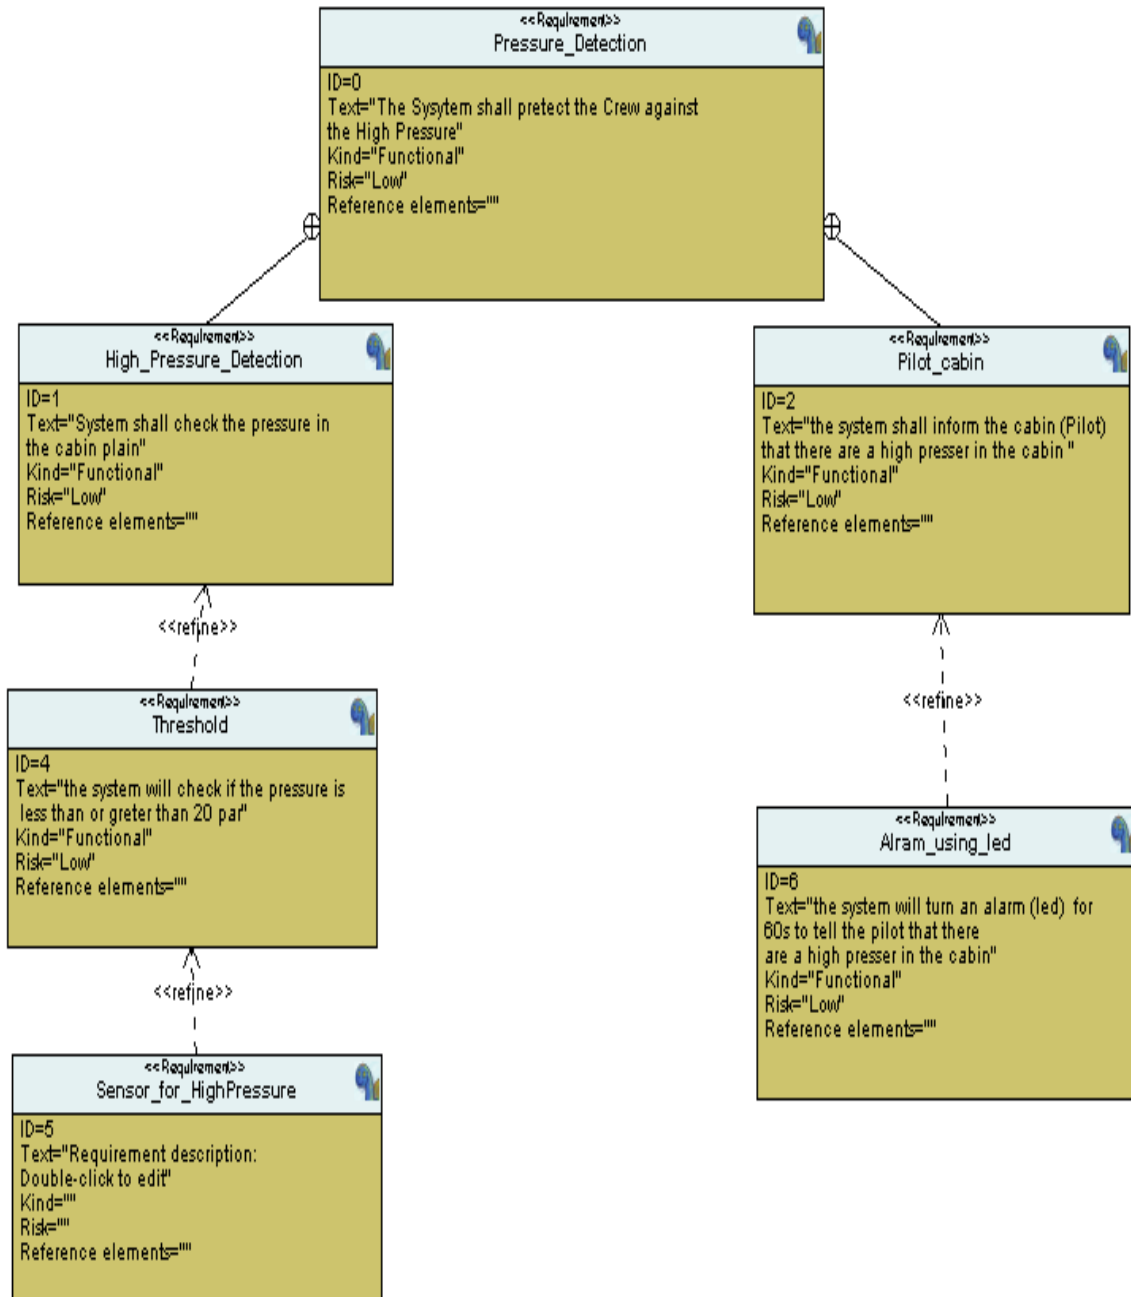 <<Requirement>>
Pressure_Detection
ID=0
Text="The Sysytem shall pretect the Crew against
the High Pressure"
Kind="Functional"
Risk="Low"
Reference elements=""
<<Requirement>>
High_Pressure_Detection
ID=1
Text="System shall check the pressure in
the cabin plain"
Kind="Functional"
Risk="Low"
Reference elements=""
<<Requirement>>
Pilot_cabin
ID=2
Text="the system shall inform the cabin (Pilot)
that there are a high presser in the cabin "
Kind="Functional"
Risk="Low"
Reference elements=""
<<refine>>
<<refine>>
<<Requirement>>
Threshold
ID=4
Text="the system will check if the pressure is
less than or greter than 20 par"
Kind="Functional"
Risk="Low"
Reference elements=""
<<Requirement>>
Alram_using_led
ID=6
Text="the system will turn an alarm (led) for
60s to tell the pilot that there
are a high presser in the cabin"
Kind="Functional"
Risk="Low"
Reference elements=""
<<refine>>
<<Requirement>>
Sensor_for_HighPressure
ID=5
Text="Requirement description:
Double-click to edit"
Kind=""
Risk=""
Reference elements=""